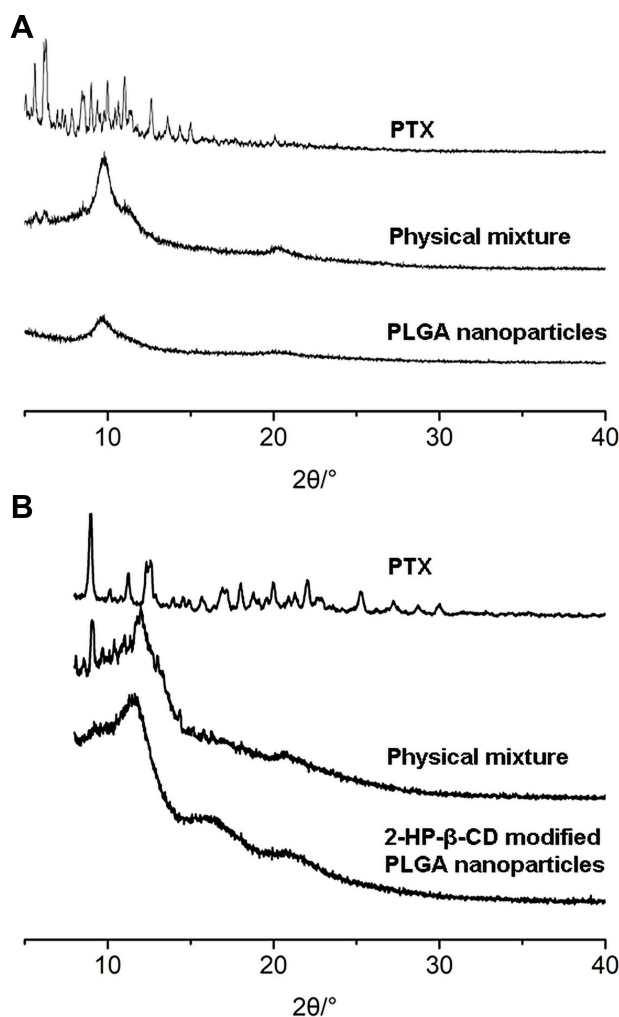 A
PTX
Physical mixture
PLGA nanoparticles
10 20 30 40
2θ/°
B
PTX
Physical mixture
2-HP-β-CD modified
PLGA nanoparticles
10 20 30 40
2θ/°